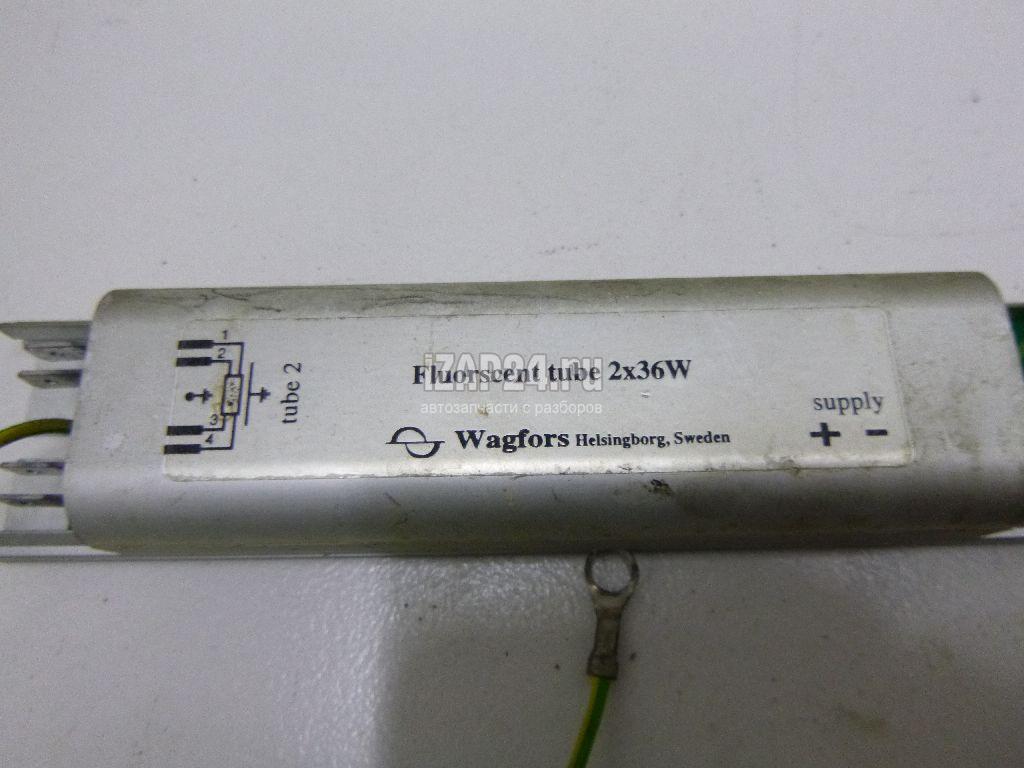 1
2
3
4
tube 2
Fluorscent tube 2x36W
iZAP24.ru
автозапчасти с разборов
Wagfors Helsingborg, Sweden
supply
+ -